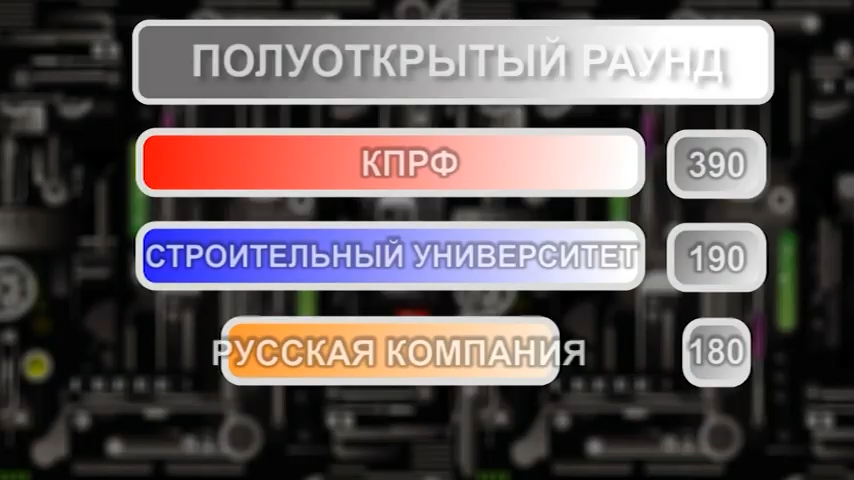 ПОЛУОТКРЫТЫЙ РАУНД
КПРФ 390
СТРОИТЕЛЬНЫЙ УНИВЕРСИТЕТ 190
РУССКАЯ КОМПАНИЯ 180